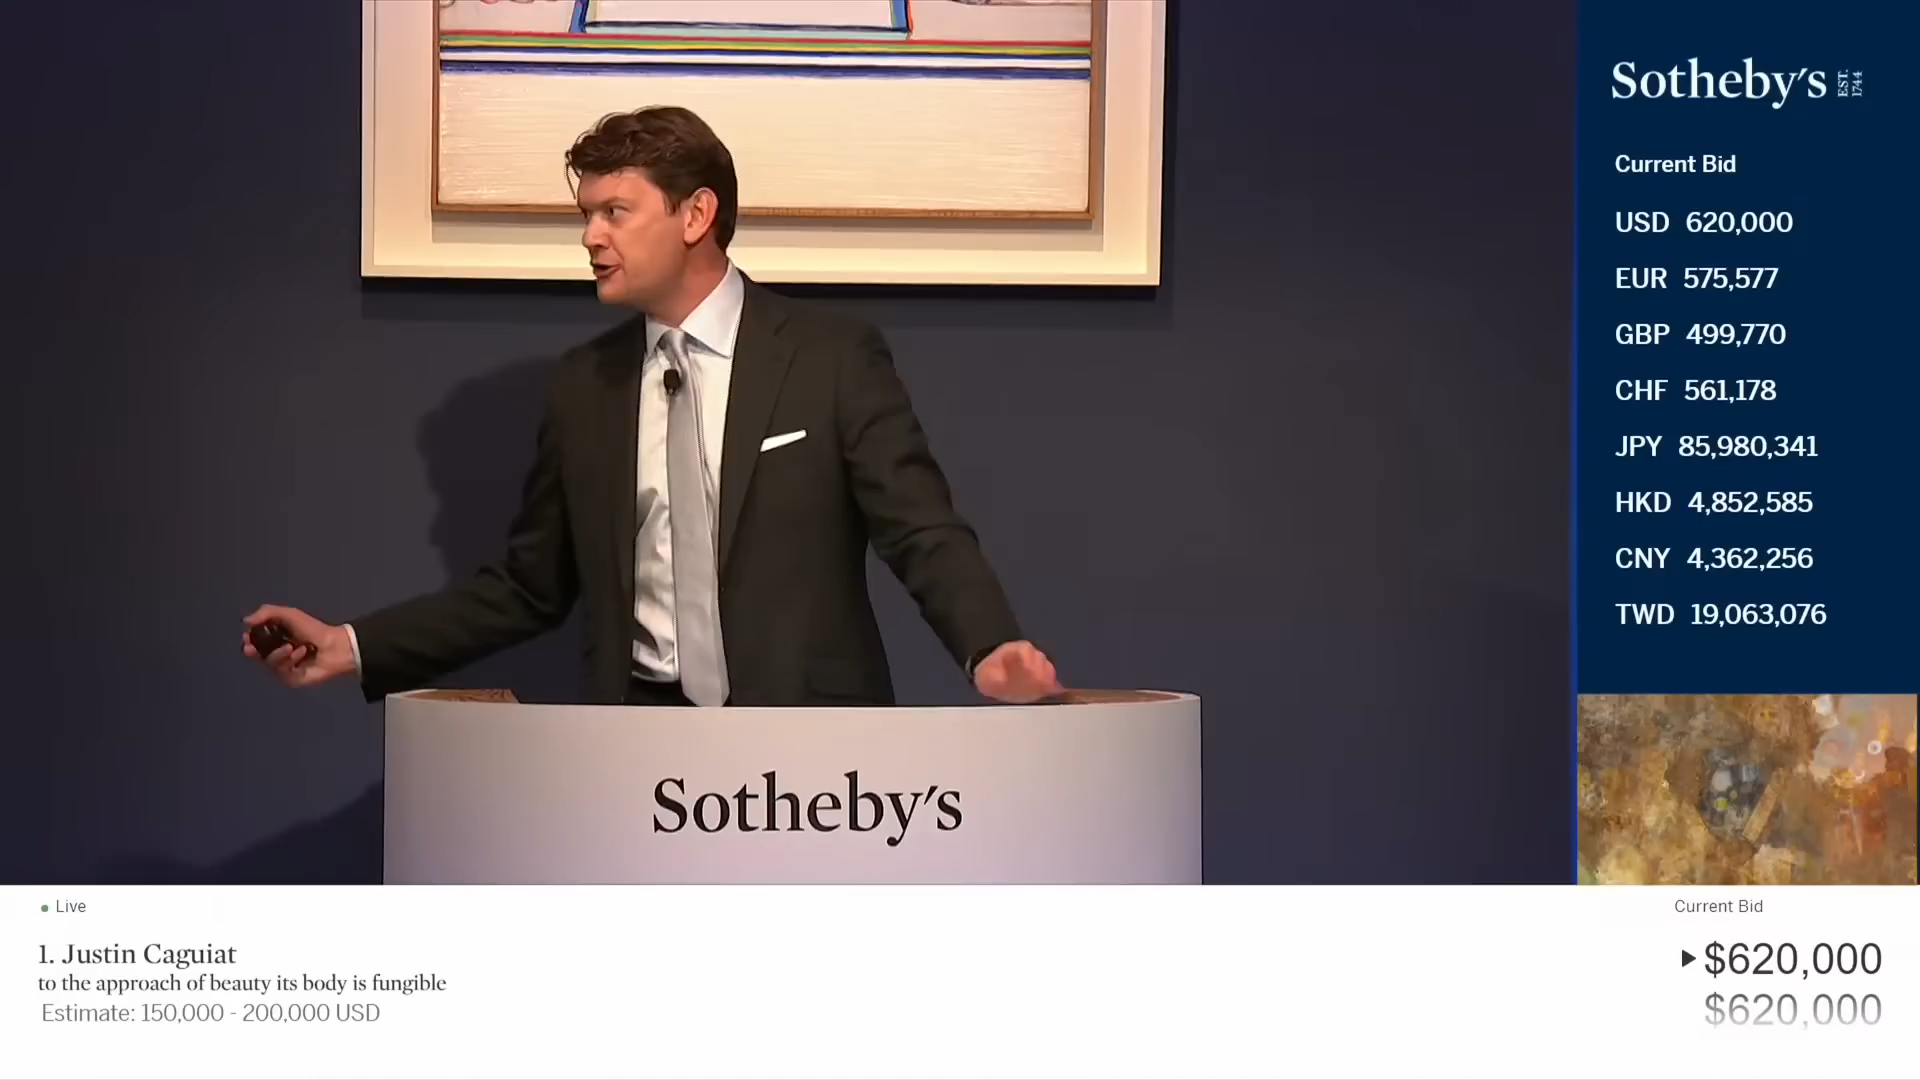 Sotheby's EST. 1744
Current Bid
USD 620,000
EUR 575,577
GBP 499,770
CHF 561,178
JPY 85,980,341
HKD 4,852,585
CNY 4,362,256
TWD 19,063,076
Sotheby's
Live
1. Justin Caguiat
to the approach of beauty its body is fungible
Estimate: 150,000 - 200,000 USD
Current Bid
$620,000
$620,000